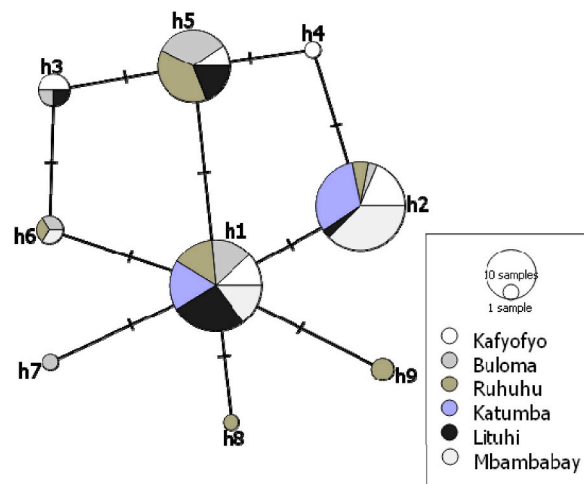 h5
h4
h3
h2
h1
h6
h7
h9
h8
10 samples
1 sample
Kafyofyo
Buloma
Ruhuhu
Katumba
Lituhi
Mbambabay